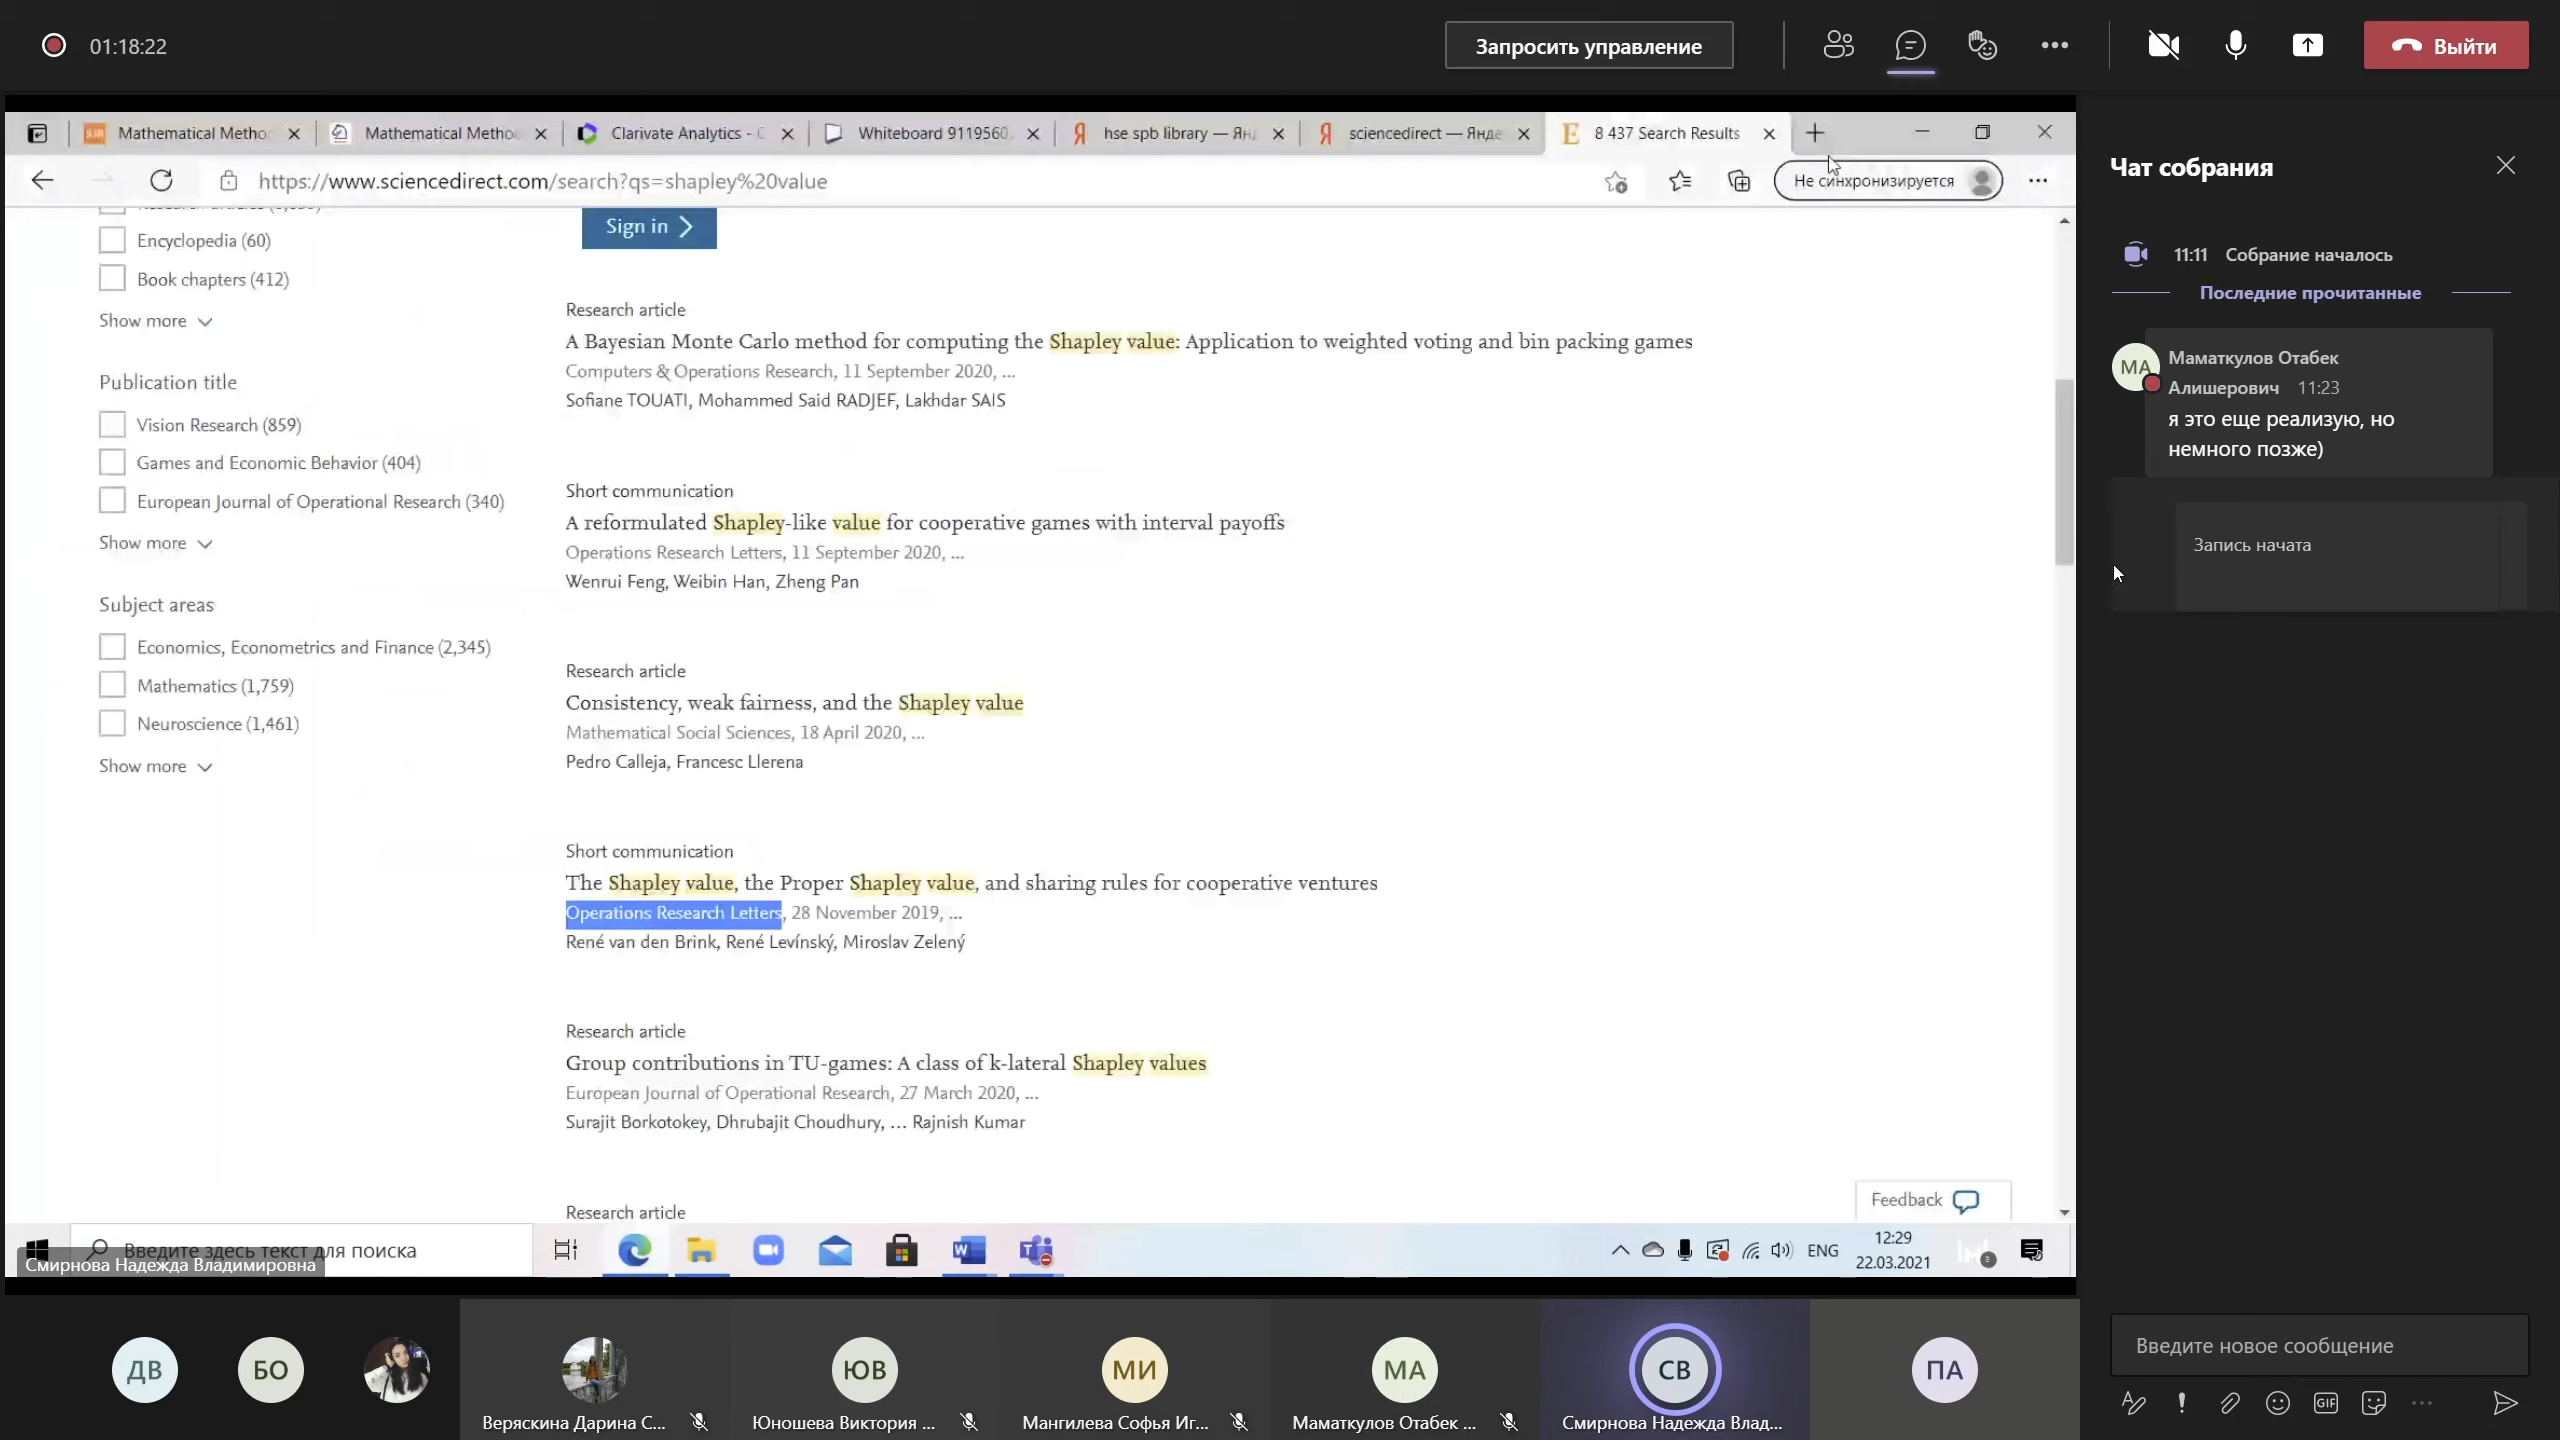 01:18:22
Запросить управление
Выйти
Mathematical Metho
Mathematical Metho
Clarivate Analytics - C
Whiteboard 9119560
hse spb library — Ян
sciencedirect — Янде
8 437 Search Results
https://www.sciencedirect.com/search?qs=shapley%20value
Не синхронизируется
Encyclopedia (60)
Book chapters (412)
Show more
Publication title
Vision Research (859)
Games and Economic Behavior (404)
European Journal of Operational Research (340)
Show more
Subject areas
Economics, Econometrics and Finance (2,345)
Mathematics (1,759)
Neuroscience (1,461)
Show more
Sign in
Research article
A Bayesian Monte Carlo method for computing the Shapley value: Application to weighted voting and bin packing games
Computers & Operations Research, 11 September 2020, ...
Sofiane TOUATI, Mohammed Said RADJEF, Lakhdar SAIS
Short communication
A reformulated Shapley-like value for cooperative games with interval payoffs
Operations Research Letters, 11 September 2020, ...
Wenrui Feng, Weibin Han, Zheng Pan
Research article
Consistency, weak fairness, and the Shapley value
Mathematical Social Sciences, 18 April 2020, ...
Pedro Calleja, Francesc Llerena
Short communication
The Shapley value, the Proper Shapley value, and sharing rules for cooperative ventures
Operations Research Letters, 28 November 2019, ...
René van den Brink, René Levínský, Miroslav Zelený
Research article
Group contributions in TU-games: A class of k-lateral Shapley values
European Journal of Operational Research, 27 March 2020, ...
Surajit Borkotokey, Dhrubajit Choudhury, ... Rajnish Kumar
Research article
Feedback
Введите здесь текст для поиска
Смирнова Надежда Владимировна
ENG
12:29
22.03.2021
Чат собрания
11:11 Собрание началось
Последние прочитанные
МА
Маматкулов Отабек
Алишерович 11:23
я это еще реализую, но
немного позже)
Запись начата
Введите новое сообщение
GIF
ДВ
БО
ЮВ
МИ
МА
СВ
ПА
Веряскина Дарина С...
Юношева Виктория ...
Мангилева Софья Иг...
Маматкулов Отабек ...
Смирнова Надежда Влад...